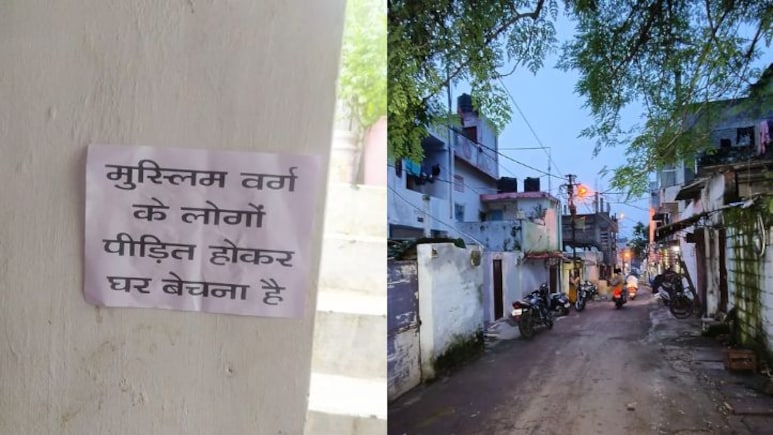 मुस्लिम वर्ग
के लोगों
पीड़ित होकर
घर बेचना है